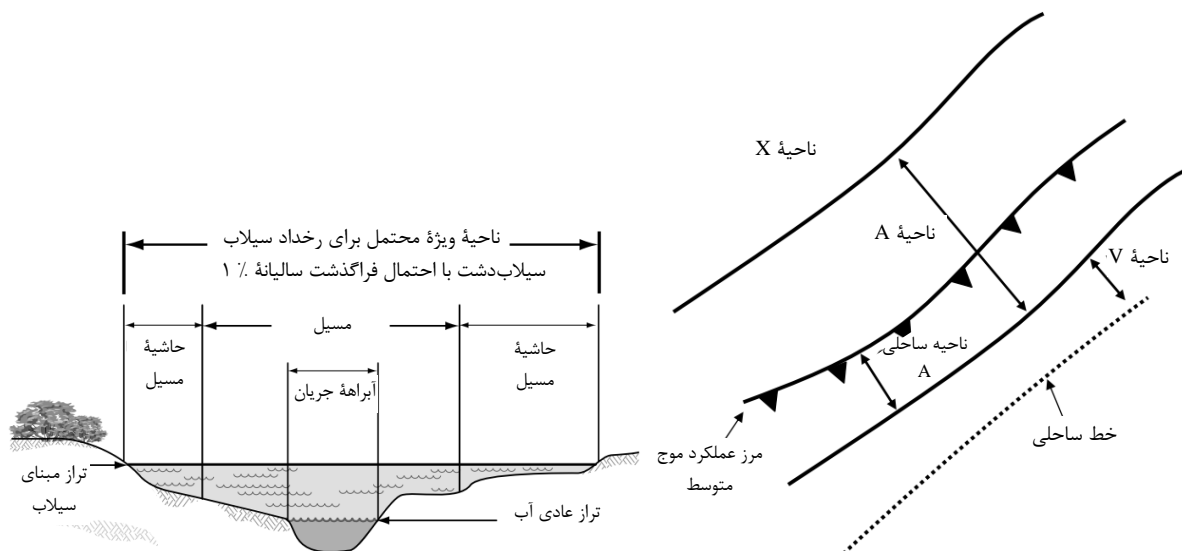 ناحیهٔ ویژهٔ محتمل برای رخداد سیلاب
سیلاب‌دشت با احتمال فراگذشت سالیانهٔ ٪ ۱
حاشیهٔ
مسیل
مسیل
حاشیهٔ
مسیل
آبراههٔ جریان
تراز مبنای
سیلاب
تراز عادی آب
ناحیهٔ X
ناحیهٔ A
ناحیهٔ V
ناحیه ساحلی
A
مرز عملکرد موج
متوسط
خط ساحلی